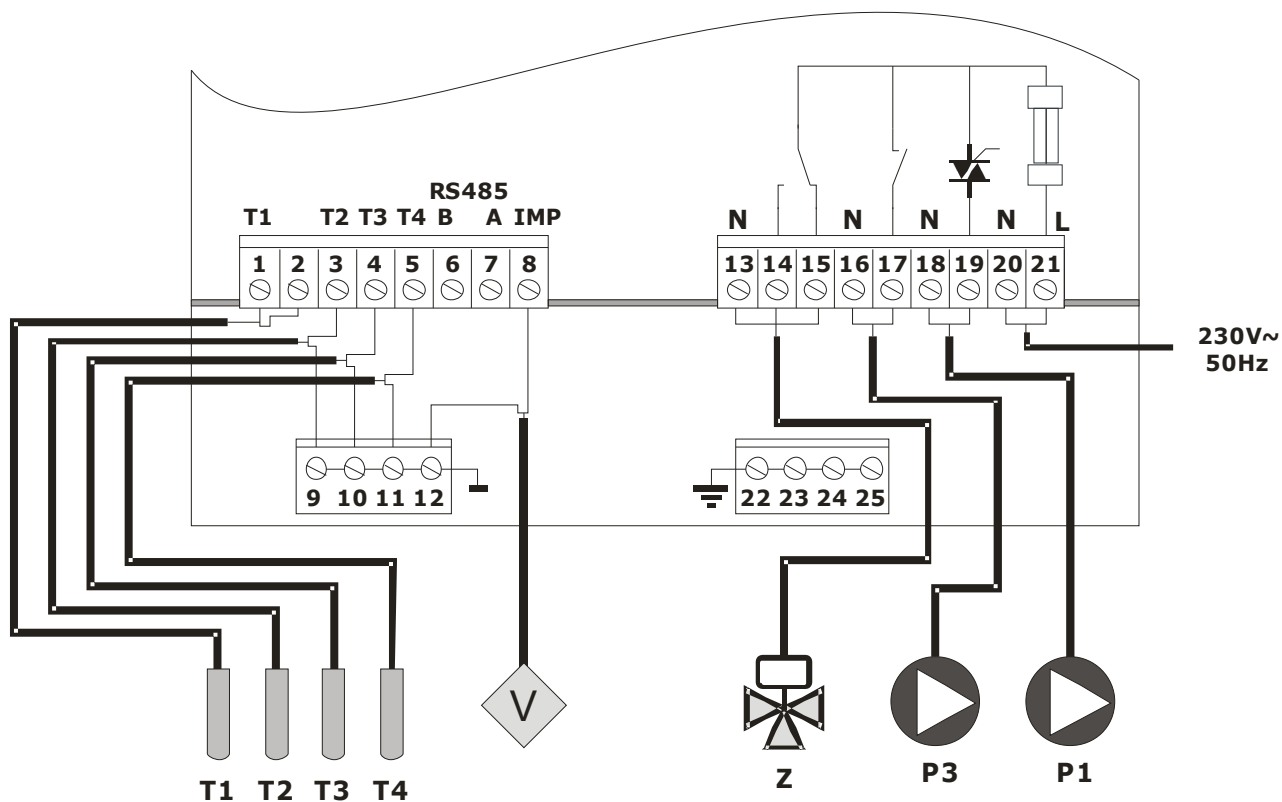 RS485
T1 T2 T3 T4 B A IMP
N N N N L
1 2 3 4 5 6 7 8
13 14 15 16 17 18 19 20 21
230V~
50Hz
9 10 11 12
22 23 24 25
V
T1 T2 T3 T4
Z
P3
P1